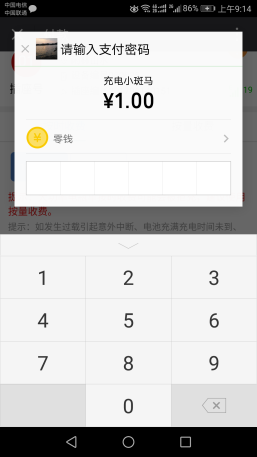 中国电信
中国联通
86%
上午9:14
请输入支付密码
充电小斑马
¥1.00
零钱
19
按量收费。
提示：如发生过载引起意外中断、电池充满充电时间未到、
1 2 3
4 5 6
7 8 9
0